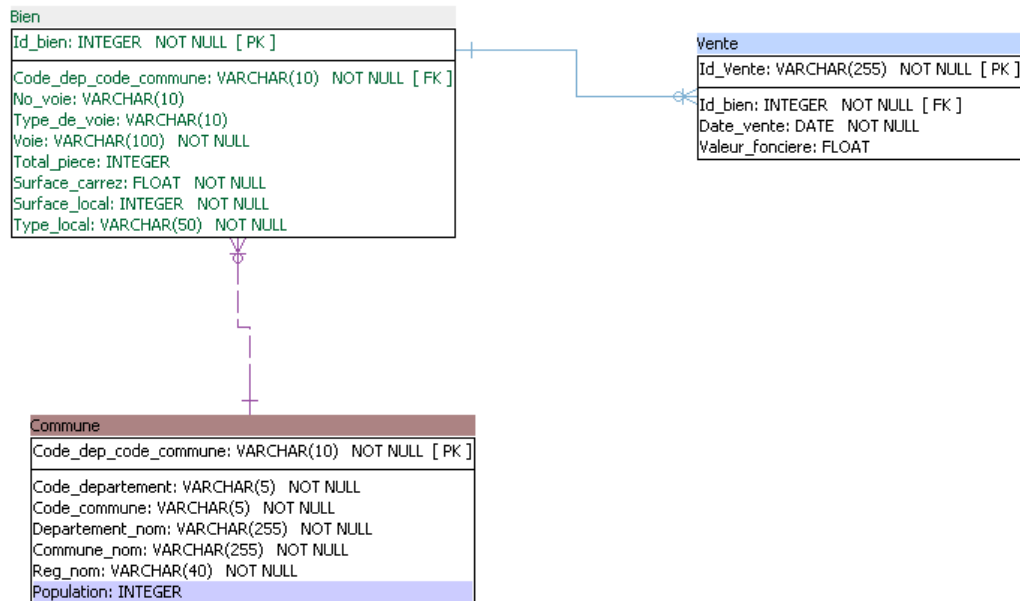 Bien
Id_bien: INTEGER NOT NULL [ PK ]
Code_dep_code_commune: VARCHAR(10) NOT NULL [ FK ]
No_voie: VARCHAR(10)
Type_de_voie: VARCHAR(10)
Voie: VARCHAR(100) NOT NULL
Total_piece: INTEGER
Surface_carrez: FLOAT NOT NULL
Surface_local: INTEGER NOT NULL
Type_local: VARCHAR(50) NOT NULL
Vente
Id_Vente: VARCHAR(255) NOT NULL [ PK ]
Id_bien: INTEGER NOT NULL [ FK ]
Date_vente: DATE NOT NULL
Valeur_fonciere: FLOAT
Commune
Code_dep_code_commune: VARCHAR(10) NOT NULL [ PK ]
Code_departement: VARCHAR(5) NOT NULL
Code_commune: VARCHAR(5) NOT NULL
Departement_nom: VARCHAR(255) NOT NULL
Commune_nom: VARCHAR(255) NOT NULL
Reg_nom: VARCHAR(40) NOT NULL
Population: INTEGER